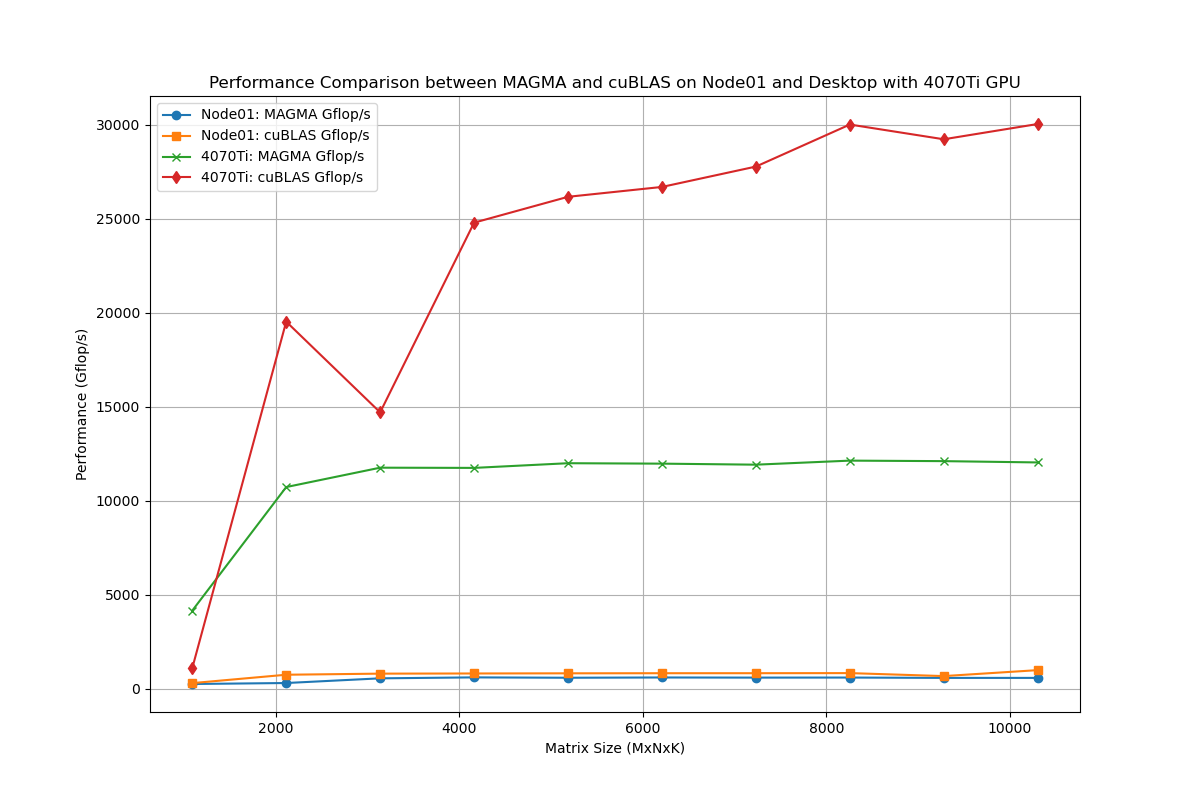 Performance Comparison between MAGMA and cuBLAS on Node01 and Desktop with 4070Ti GPU
Node01: MAGMA Gflop/s
Node01: cuBLAS Gflop/s
4070Ti: MAGMA Gflop/s
4070Ti: cuBLAS Gflop/s
Performance (Gflop/s)
30000
25000
20000
15000
10000
5000
0
2000 4000 6000 8000 10000
Matrix Size (MxNxK)